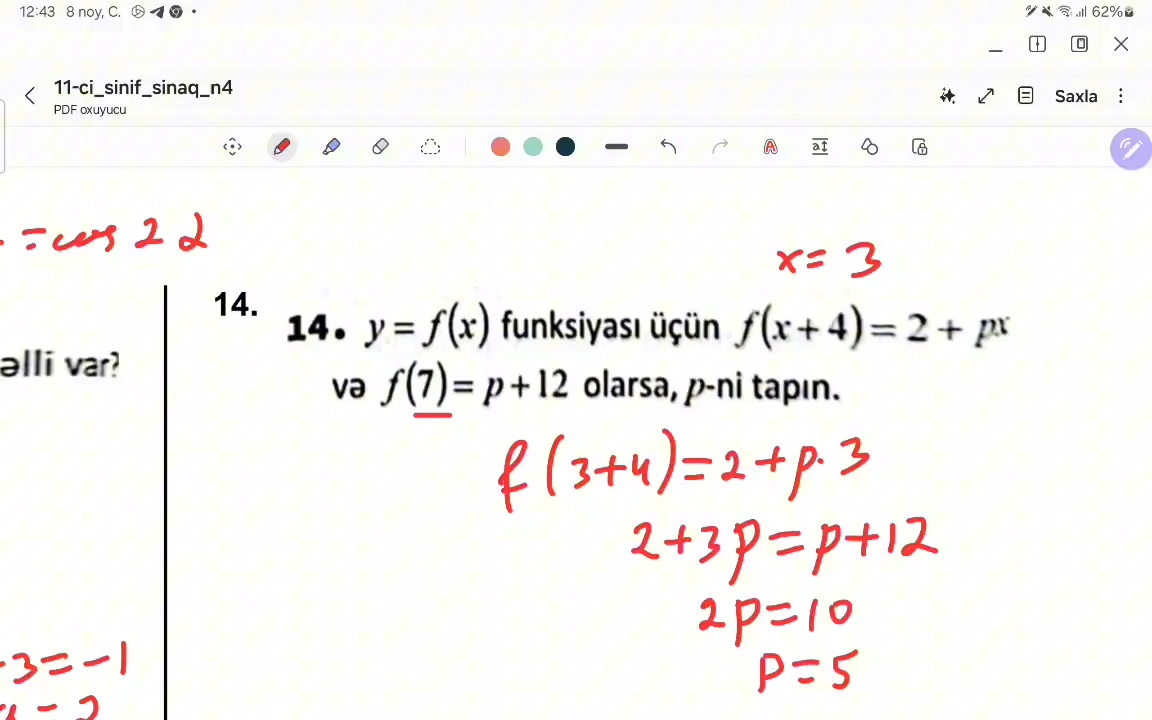 12:43 8 noy, C.
62%
11-ci_sinif_sinaq_n4
PDF oxuyucu
Saxla
= cos 2α
x = 3
14.
14. y = f(x) funksiyası üçün f(x + 4) = 2 + px
və f(7) = p + 12 olarsa, p-ni tapın.
əlli var?
f(3+4) = 2 + p · 3
2 + 3p = p + 12
2p = 10
p = 5
-3 = -1
= 2